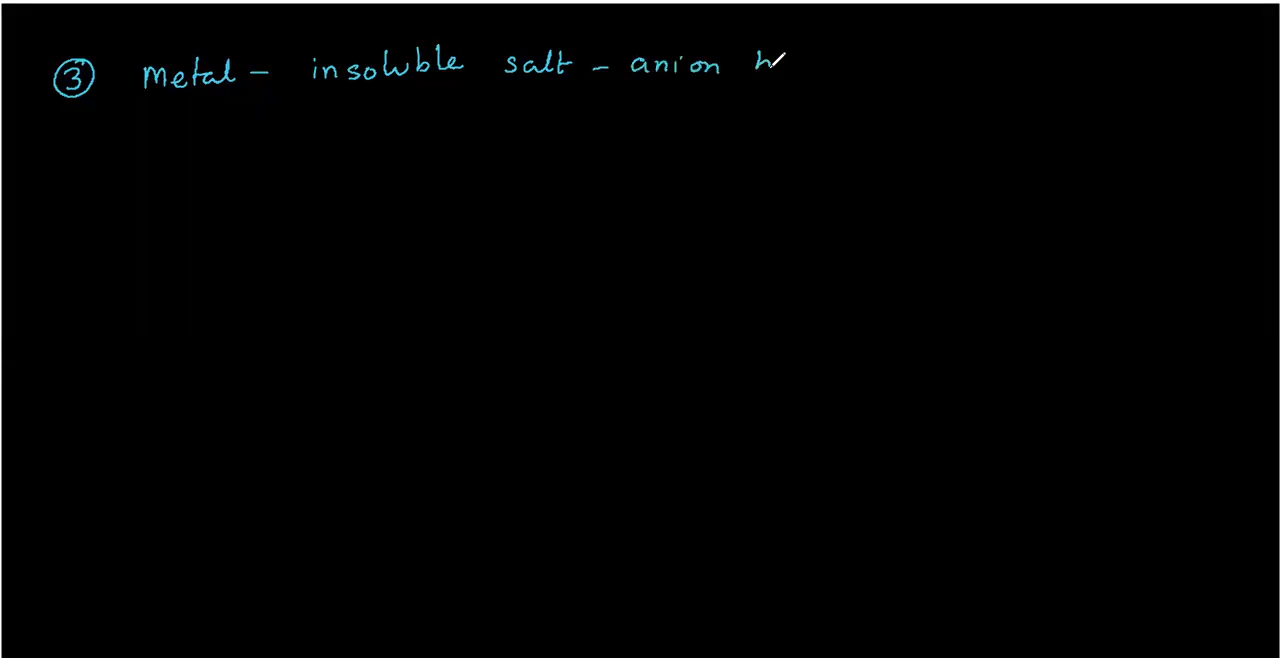 ③ Metal - insoluble salt - anion h